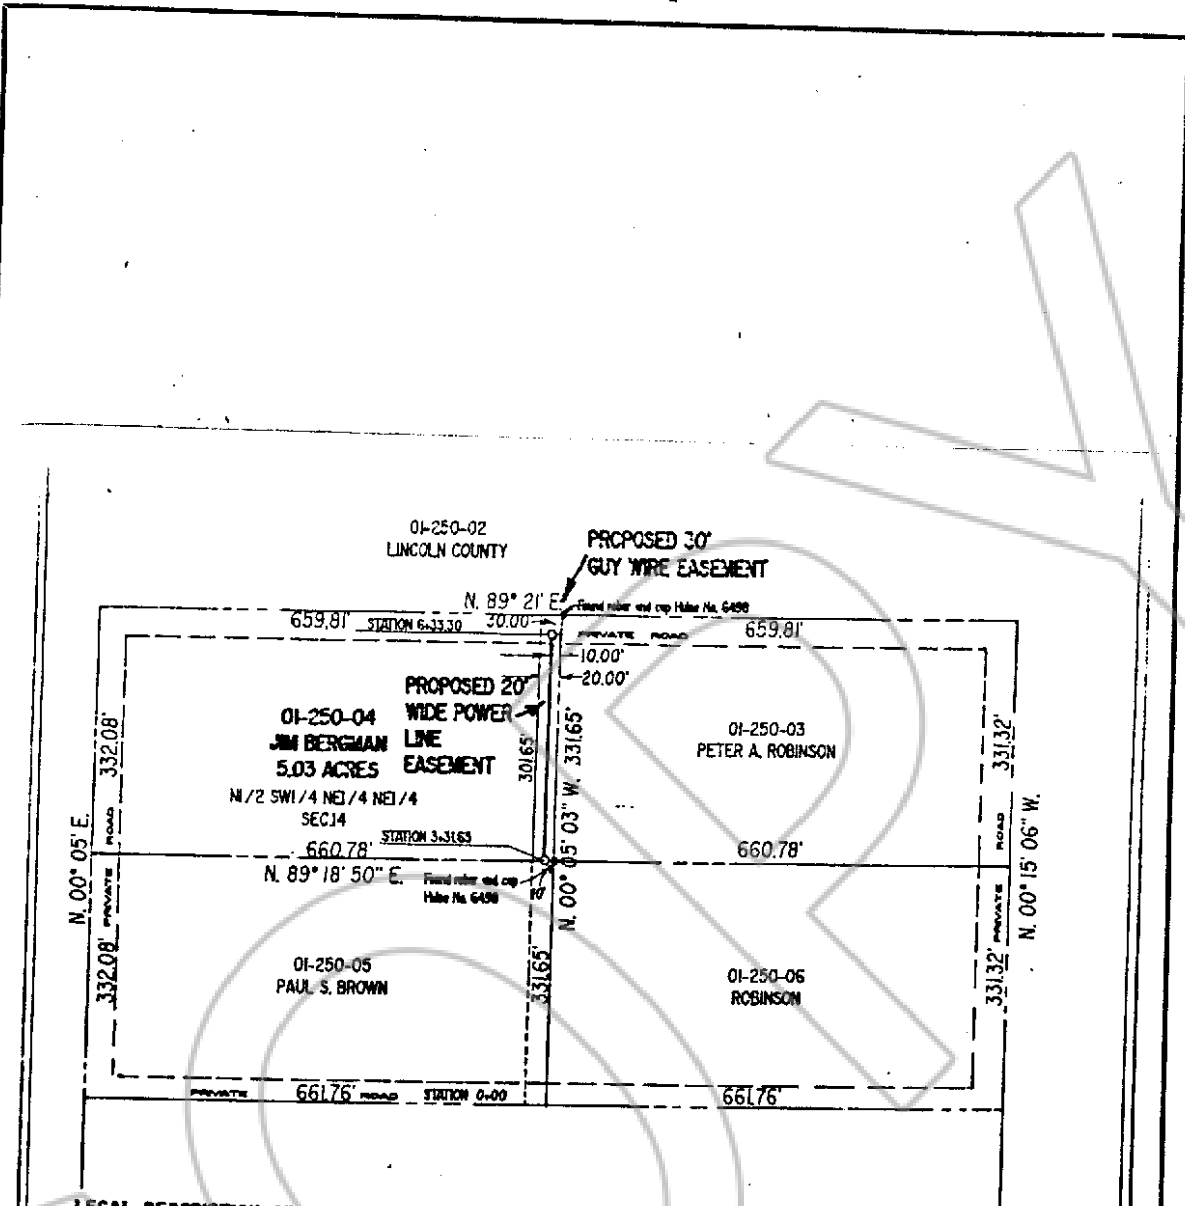 01-250-02
LINCOLN COUNTY
PROPOSED 30'
GUY WIRE EASEMENT
N. 89° 21' E.
Found rebar and cap Hulse No. 6498
659.81' STATION 6+33.30 30.00' PRIVATE ROAD 659.81'
10.00'
20.00'
PROPOSED 20'
WIDE POWER
LINE
EASEMENT
01-250-04
JIM BERGMAN
5.03 ACRES
N1/2 SW1/4 NE1/4 NE1/4
SEC.14
01-250-03
PETER A. ROBINSON
332.08'
301.65'
331.65'
331.32'
STATION 3+31.65
660.78'
660.78'
N. 89° 18' 50" E.
Found rebar and cap
Hulse No. 6498
10'
N. 00° 05' E.
PRIVATE ROAD
N. 00° 05' 03" W.
PRIVATE ROAD
N. 00° 15' 06" W.
332.08'
331.65'
331.32'
01-250-05
PAUL S. BROWN
01-250-06
ROBINSON
PRIVATE 661.76' ROAD STATION 0+00
661.76'
LEGAL DESCRIPTION
COPY